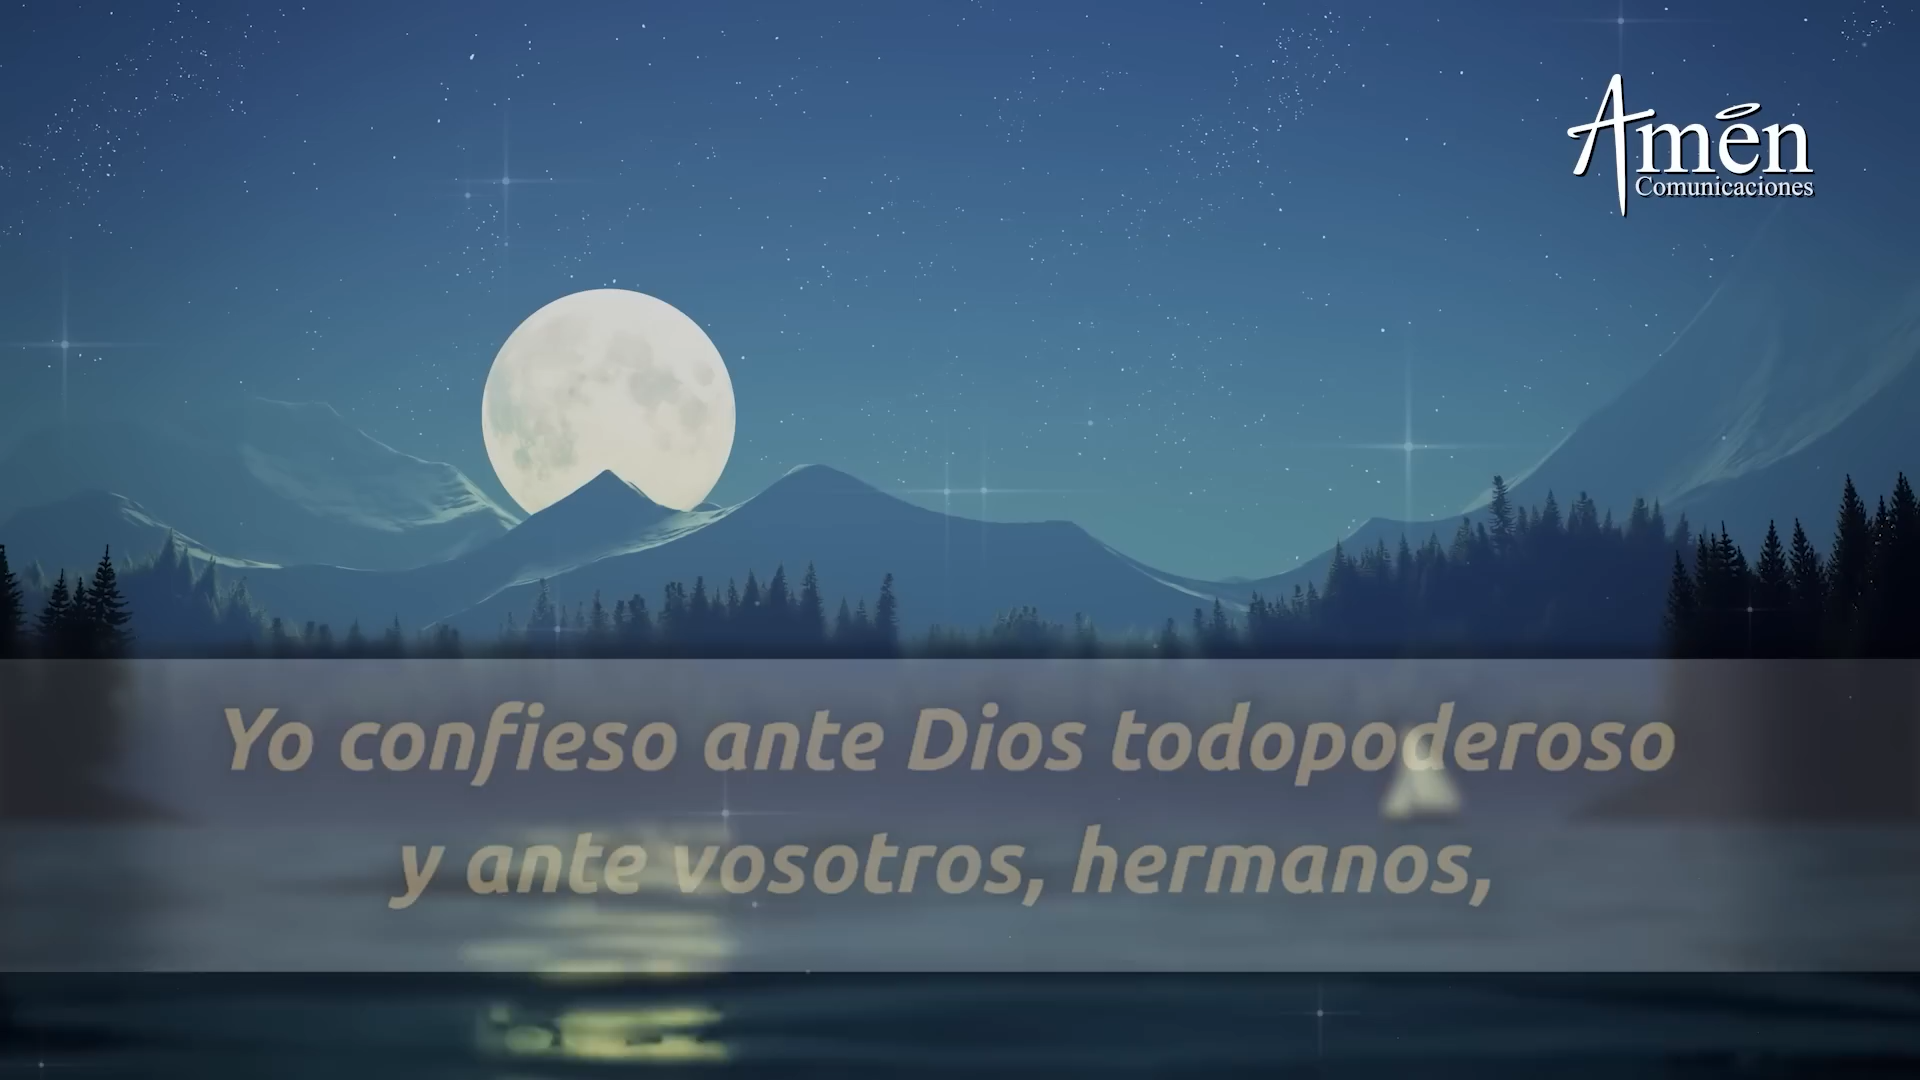 Amén
Comunicaciones
Yo confieso ante Dios todopoderoso
y ante vosotros, hermanos,